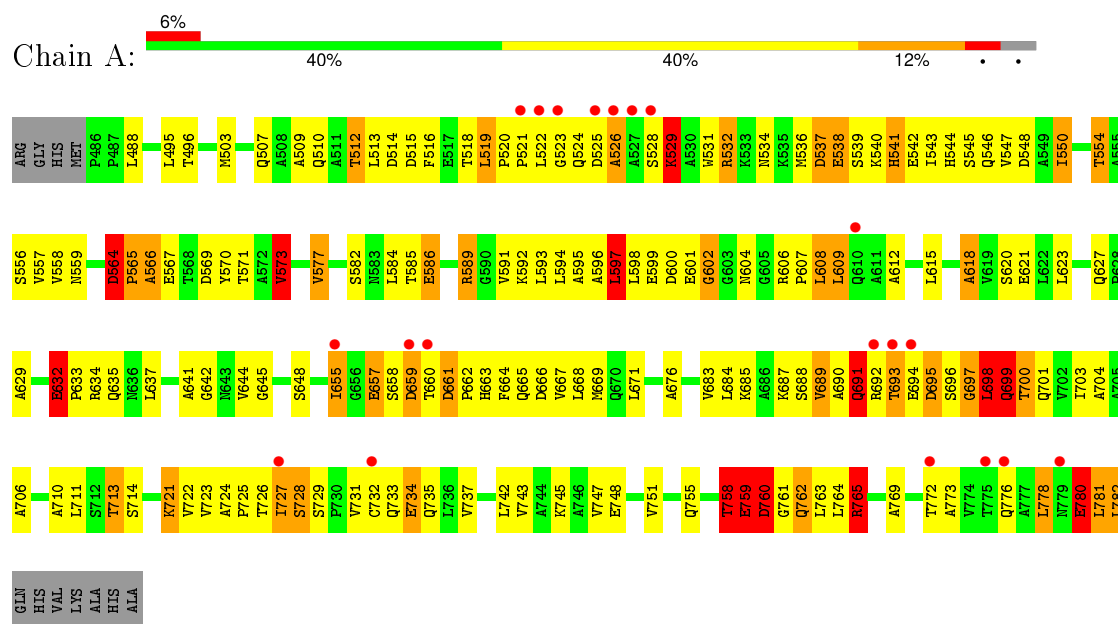 6%
Chain A:
40% 40% 12% • •
ARG GLY HIS MET P486 P487 L488 L495 T496 M503 Q507 A508 A509 Q510 A511 T512 L513 D514 D515 F516 E517 T518 L519 P520 P521 L522 G523 Q524 D525 A526 A527 S528 K529 A530 W531 R532 K533 N534 K535 M536 D537 E538 S539 K540 H541 E542 I543 H544 S545 Q546 V547 D548 A549 I550 T554 A555
S556 V557 V558 N559 D564 P565 A566 E567 T568 D569 Y570 T571 A572 V573 V577 S582 N583 L584 T585 E586 R589 G590 V591 K592 L593 L594 A595 A596 L597 L598 E599 D600 E601 G602 G603 N604 G605 R606 P607 L608 L609 Q610 A611 A612 L615 A618 V619 S620 E621 L622 L623 Q627 P628
A629 E632 P633 R634 Q635 N636 L637 A641 G642 N643 V644 G645 S648 I655 G656 E657 S658 D659 T660 D661 P662 H663 F664 Q665 D666 V667 L668 M669 Q670 L671 A676 V683 L684 K685 A686 K687 S688 V689 A690 Q691 R692 T693 E694 D695 S696 G697 L698 Q699 T700 Q701 V702 I703 A704 A705
A706 A710 L711 S712 T713 S714 K721 V722 V723 A724 P725 T726 I727 S728 S729 P730 V731 C732 Q733 E734 Q735 L736 V737 L742 V743 A744 K745 A746 V747 E748 V751 Q755 T758 E759 D760 G761 Q762 L763 L764 R765 A769 T772 A773 V774 T775 Q776 A777 L778 N779 E780 L781 L782
GLN HIS VAL LYS ALA HIS ALA